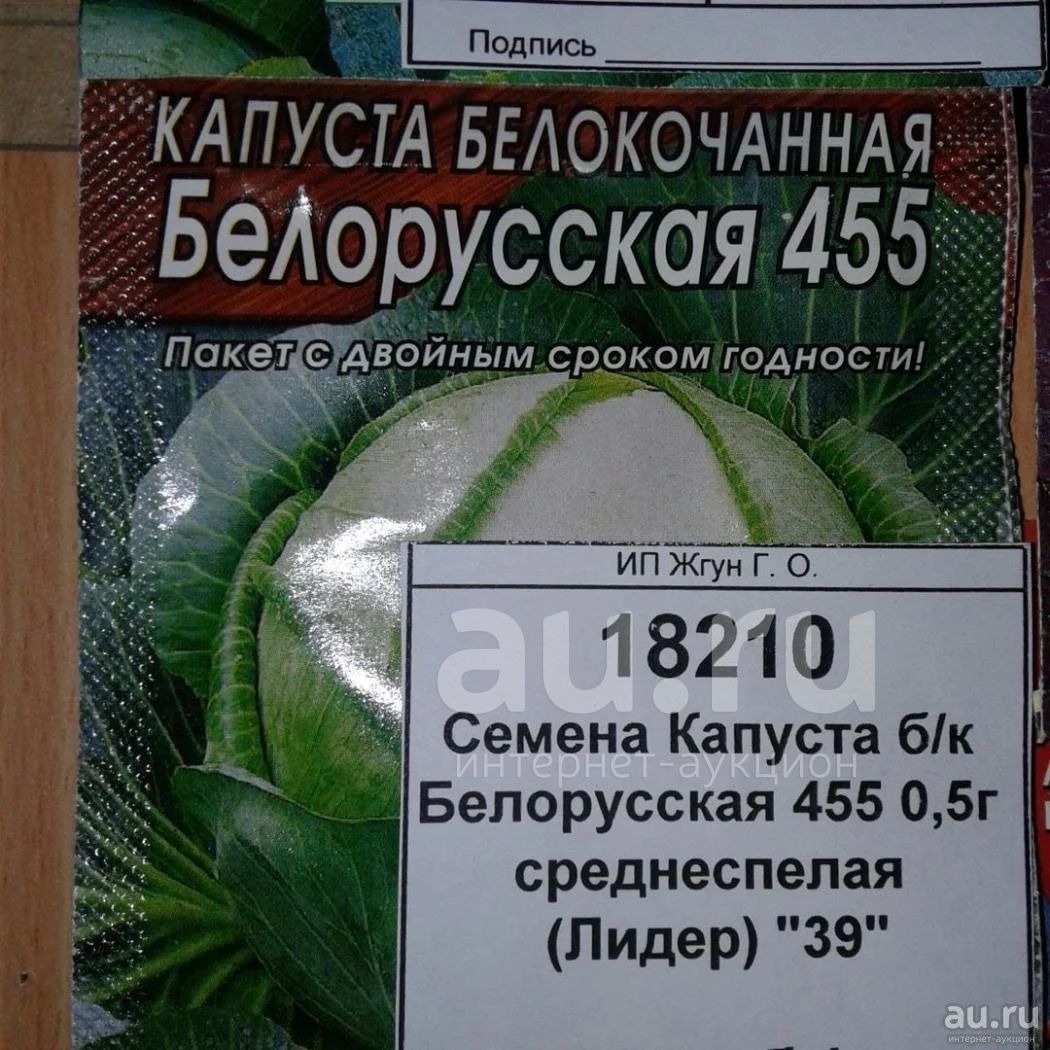 Подпись
КАПУСТА БЕЛОКОЧАННАЯ
Белорусская 455
Пакет с двойным сроком годности!
ИП Жгун Г. О.
18210
au.ru
Семена Капуста б/к
интернет-аукцион
Белорусская 455 0,5г
среднеспелая
(Лидер) "39"
au.ru
интернет-аукцион